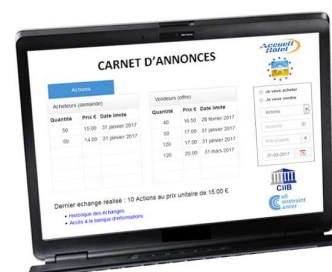 CARNET D'ANNONCES
Accueil
Hotel
Actions
Acheteurs (demande)
Quantité Prix € Date limite
50 15.00 31 janvier 2017
50 14.00 31 janvier 2017
Vendeurs (offre)
Quantité Prix € Date limite
40 16.50 28 février 2017
50 17.00 31 janvier 2017
120 17.50 31 janvier 2017
120 20.00 31 mars 2017
Je veux acheter
Je veux vendre
Actions
Quantité
Prix unitaire
31-03-2017
Dernier échange réalisé : 10 Actions au prix unitaire de 15.00 €.
Historique des échanges
Accès à la banque d'informations
CIIB